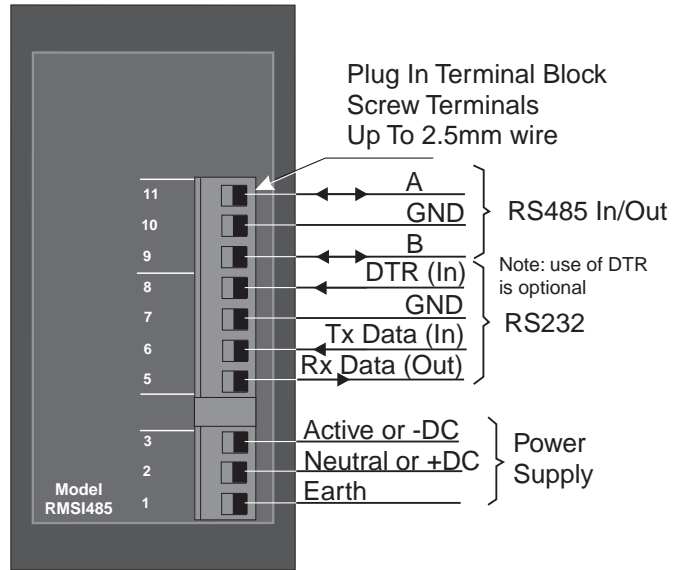 Plug In Terminal Block
Screw Terminals
Up To 2.5mm wire
11
A
10
GND
RS485 In/Out
9
B
8
DTR (In)
Note: use of DTR
is optional
7
GND
RS232
6
Tx Data (In)
5
Rx Data (Out)
3
Active or -DC
Power
Supply
2
Neutral or +DC
1
Earth
Model
RMSI485